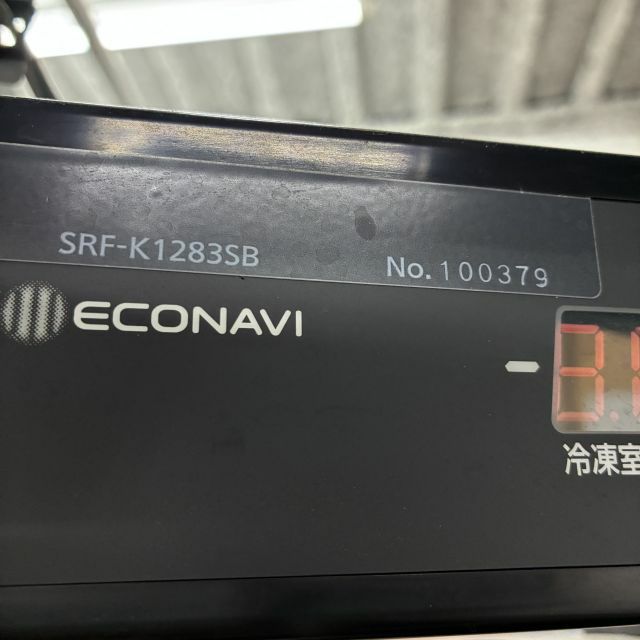 SRF-K1283SB
No. 100379
ECONAVI
冷凍室